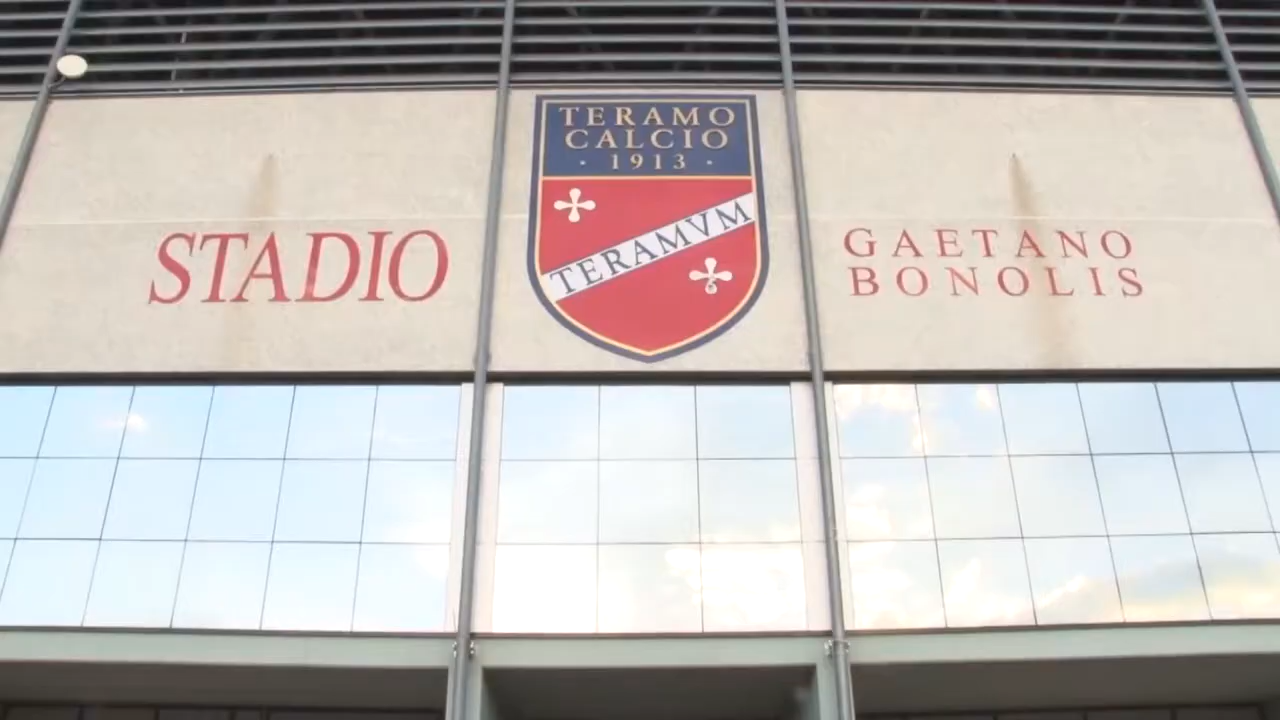 TERAMO
CALCIO
· 1913 ·
TERAMVM
STADIO
GAETANO
BONOLIS